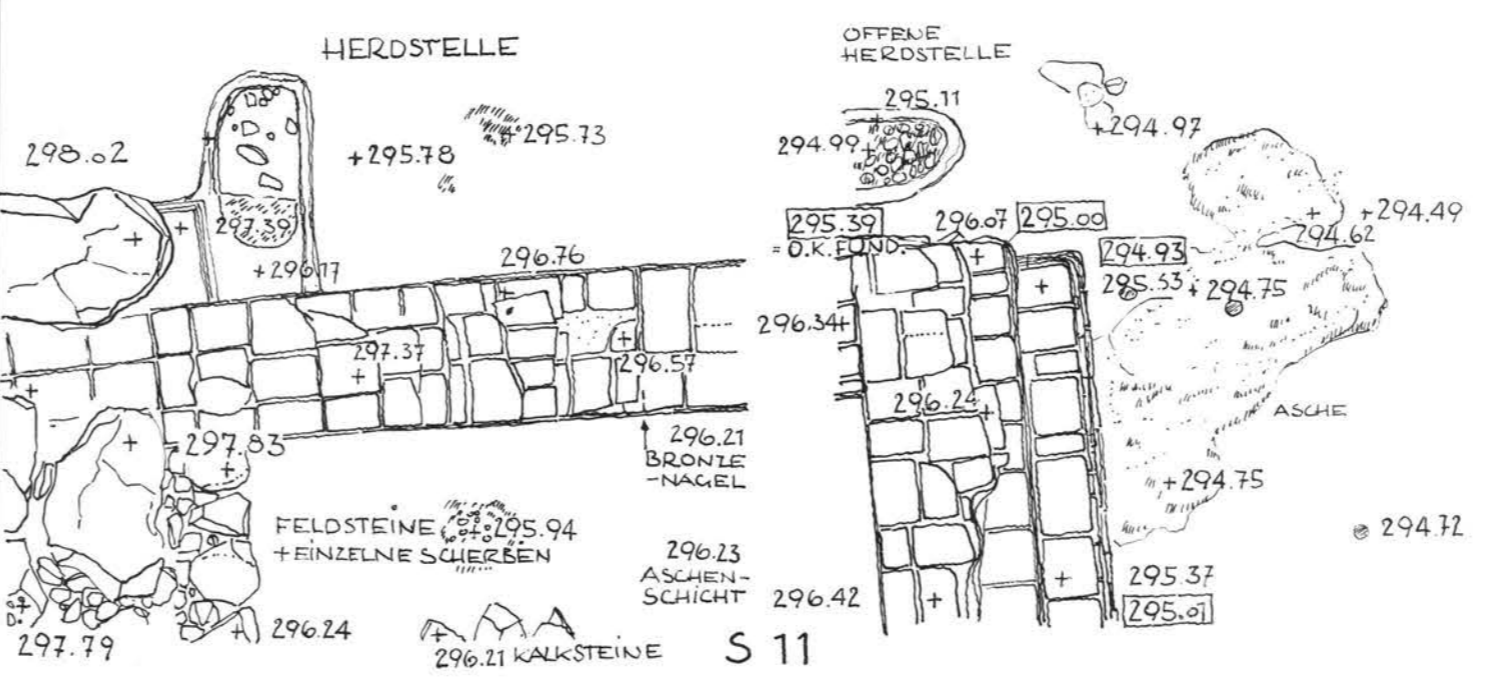 HERDSTELLE
OFFENE
HERDSTELLE
298.02
+295.78
+295.73
297.39
+296.17
295.11
294.99+
+294.97
295.39
= O.K. FUND.
296.07
295.00
294.93
+294.49
294.62
295.53
+294.75
296.76
297.37
296.57
296.34+
296.24
ASCHE
297.83
296.21
BRONZE
-NAGEL
FELDSTEINE +295.94
+EINZELNE SCHERBEN
296.23
ASCHEN-
SCHICHT
+294.75
294.72
295.37
295.01
296.42
297.79
296.24
296.21 KALKSTEINE
S 11